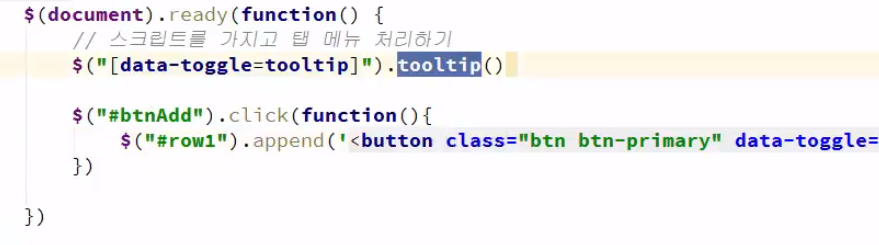 $(document).ready(function() {
// 스크립트를 가지고 탭 메뉴 처리하기
$("[data-toggle=tooltip]").tooltip()
$("#btnAdd").click(function(){
$("#row1").append('<button class="btn btn-primary" data-toggle=
})
})